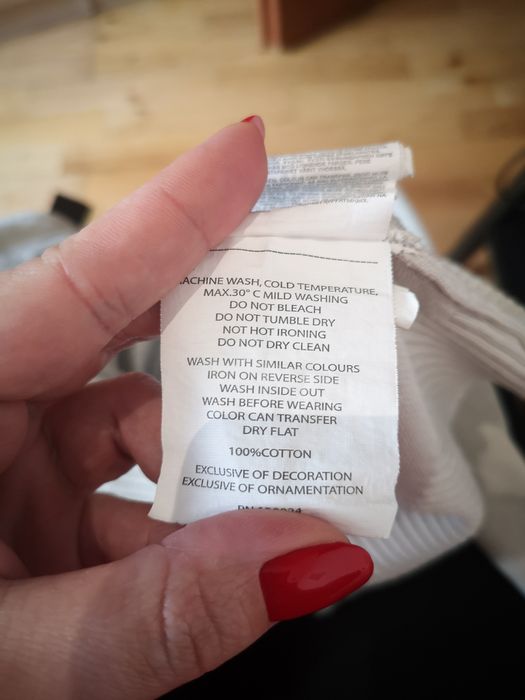 MACHINE WASH, COLD TEMPERATURE,
MAX.30° C MILD WASHING
DO NOT BLEACH
DO NOT TUMBLE DRY
NOT HOT IRONING
DO NOT DRY CLEAN
WASH WITH SIMILAR COLOURS
IRON ON REVERSE SIDE
WASH INSIDE OUT
WASH BEFORE WEARING
COLOR CAN TRANSFER
DRY FLAT
100%COTTON
EXCLUSIVE OF DECORATION
EXCLUSIVE OF ORNAMENTATION